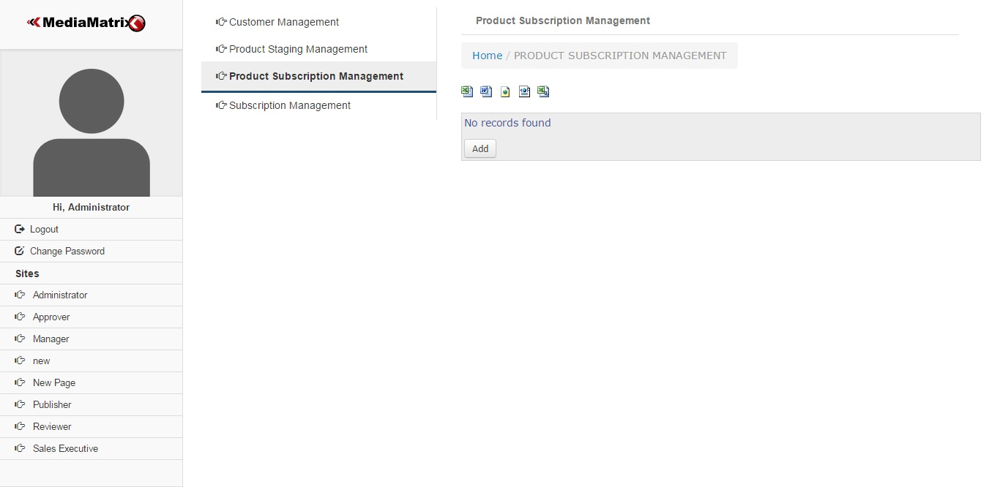 MediaMatrix
Hi, Administrator
Logout
Change Password
Sites
Administrator
Approver
Manager
new
New Page
Publisher
Reviewer
Sales Executive
Customer Management
Product Staging Management
Product Subscription Management
Subscription Management
Product Subscription Management
Home / PRODUCT SUBSCRIPTION MANAGEMENT
No records found
Add